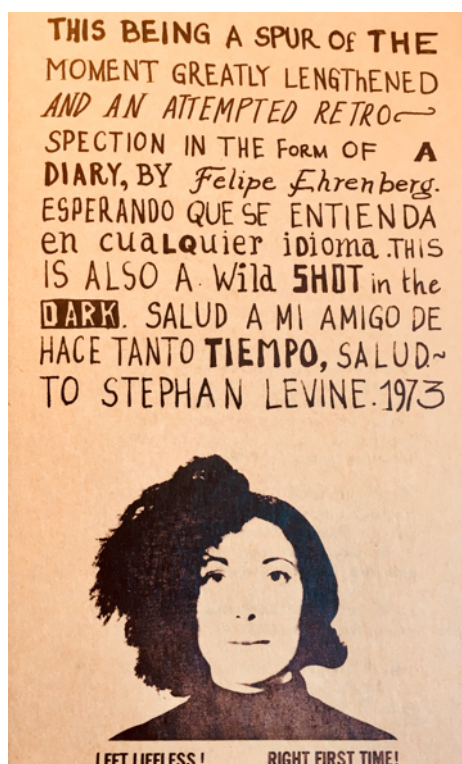 THIS BEING A SPUR OF THE
MOMENT GREATLY LENGThENED
AND AN ATTEMPTED RETRO-
SPECTION IN THE FORM OF A
DIARY, BY Felipe Ehrenberg.
ESPERANDO QUE SE ENTIENDA
en cuaLQuier idioma.THIS
IS ALSO A Wild SHOT in the
DARK. SALUD A MI AMIGO DE
HACE TANTO TIEMPO, SALUD~
TO STEPHAN LEVINE.1973
LEFT LIFELESS! RIGHT FIRST TIME!